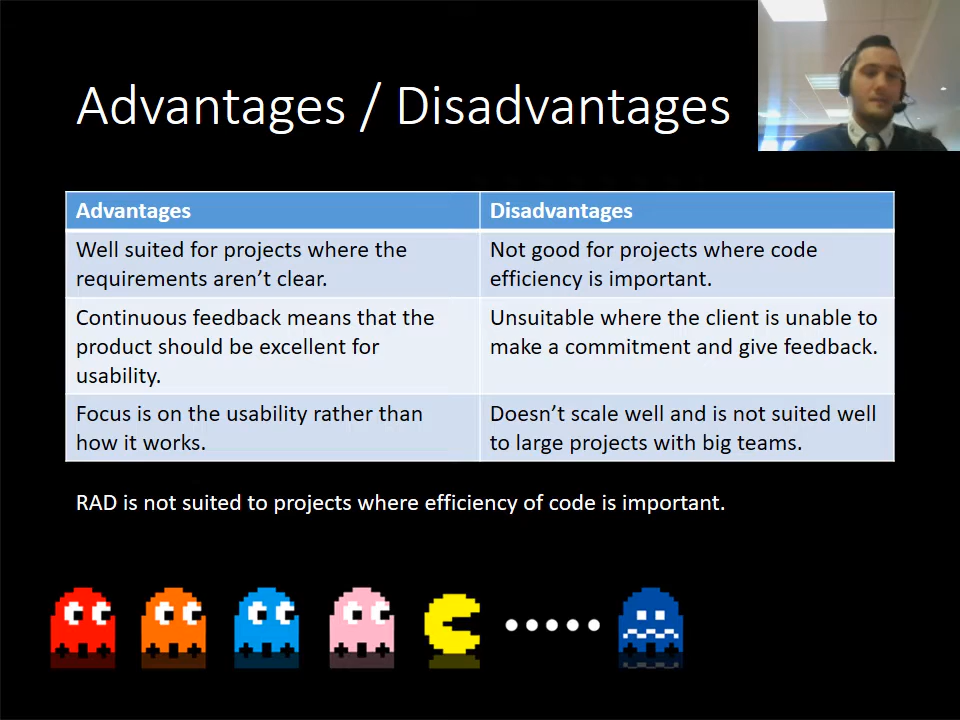 Advantages / Disadvantages
Advantages
Disadvantages
Well suited for projects where the
requirements aren’t clear.
Not good for projects where code
efficiency is important.
Continuous feedback means that the
product should be excellent for
usability.
Unsuitable where the client is unable to
make a commitment and give feedback.
Focus is on the usability rather than
how it works.
Doesn’t scale well and is not suited well
to large projects with big teams.
RAD is not suited to projects where efficiency of code is important.